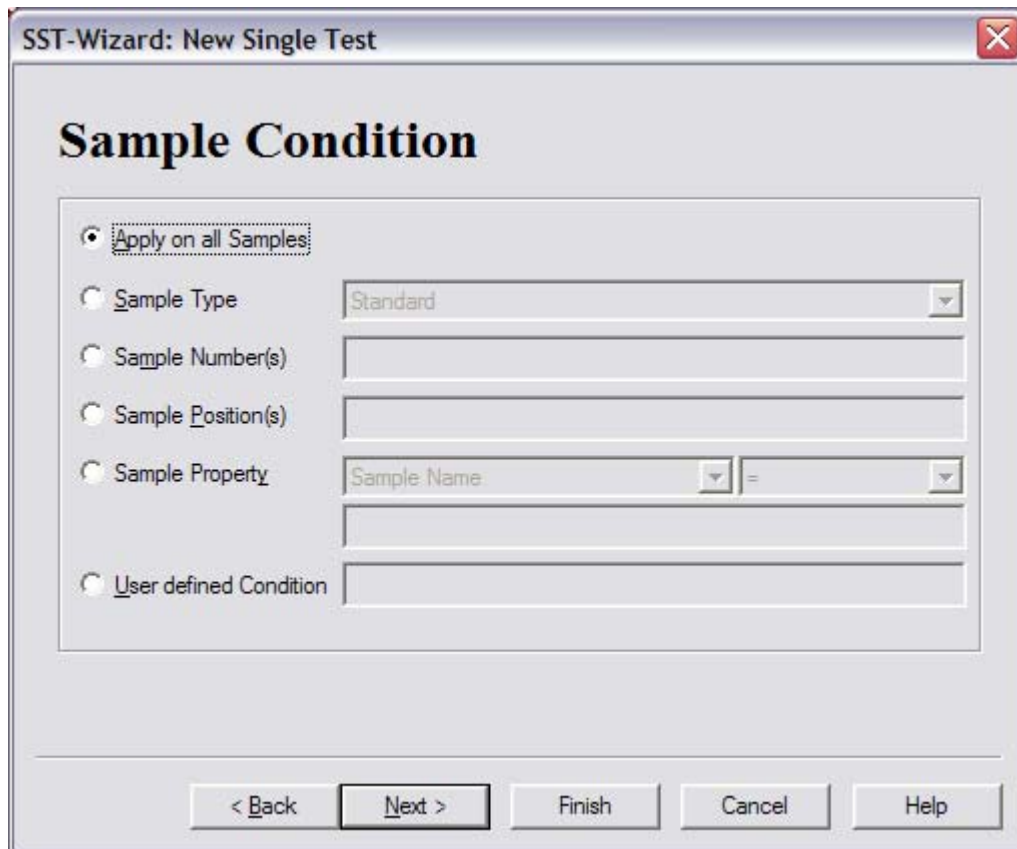 SST-Wizard: New Single Test
Sample Condition
Apply on all Samples
Sample Type Standard
Sample Number(s)
Sample Position(s)
Sample Property Sample Name =
User defined Condition
< Back Next > Finish Cancel Help